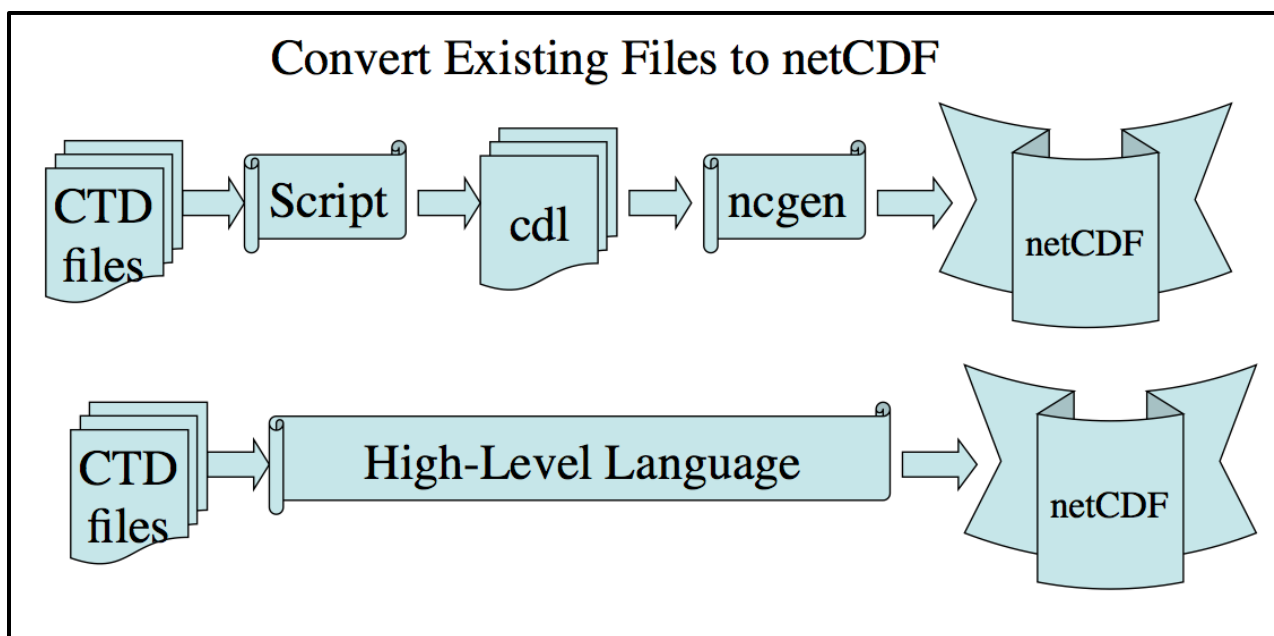 Convert Existing Files to netCDF
CTD
files
Script
cdl
ncgen
netCDF
CTD
files
High-Level Language
netCDF